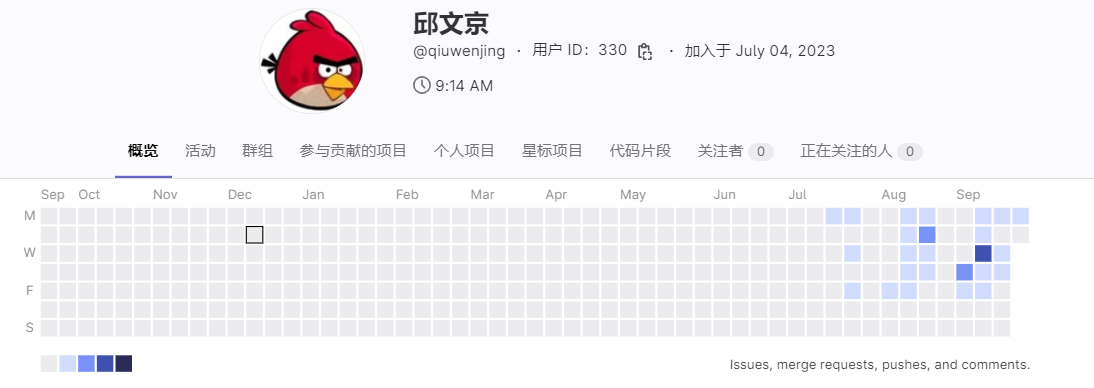 邱文京
@qiuwenjing · 用户 ID：330 · 加入于 July 04, 2023
9:14 AM
概览 活动 群组 参与贡献的项目 个人项目 星标项目 代码片段 关注者 0 正在关注的人 0
Sep Oct Nov Dec Jan Feb Mar Apr May Jun Jul Aug Sep
M
W
F
S
Issues, merge requests, pushes, and comments.